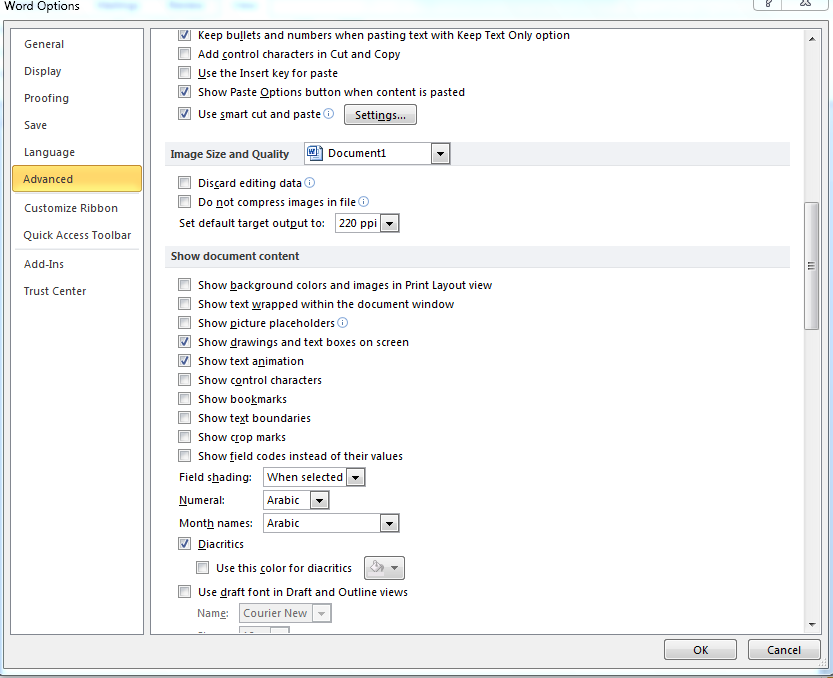 Word Options
General
Display
Proofing
Save
Language
Advanced
Customize Ribbon
Quick Access Toolbar
Add-Ins
Trust Center
Keep bullets and numbers when pasting text with Keep Text Only option
Add control characters in Cut and Copy
Use the Insert key for paste
Show Paste Options button when content is pasted
Use smart cut and paste Settings...
Image Size and Quality Document1
Discard editing data
Do not compress images in file
Set default target output to: 220 ppi
Show document content
Show background colors and images in Print Layout view
Show text wrapped within the document window
Show picture placeholders
Show drawings and text boxes on screen
Show text animation
Show control characters
Show bookmarks
Show text boundaries
Show crop marks
Show field codes instead of their values
Field shading: When selected
Numeral: Arabic
Month names: Arabic
Diacritics
Use this color for diacritics
Use draft font in Draft and Outline views
Name: Courier New
OK Cancel